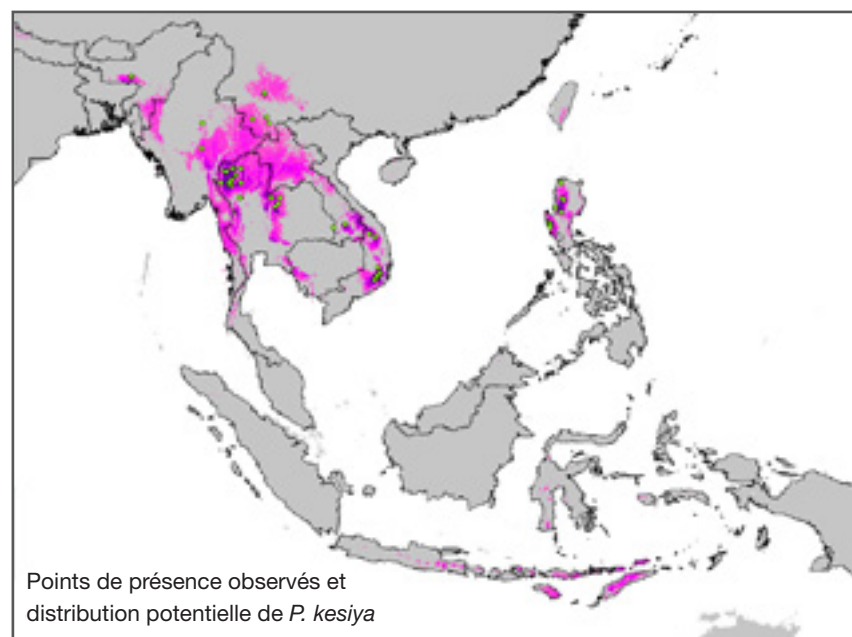 Points de présence observés et
distribution potentielle de P. kesiya